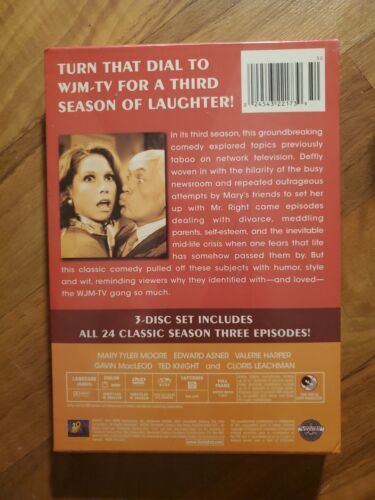 TURN THAT DIAL TO
WJM-TV FOR A THIRD
SEASON OF LAUGHTER!
In its third season, this groundbreaking
comedy explored topics previously
taboo on network television. Deftly
woven in with the hilarity of the busy
newsroom and repeated outrageous
attempts by Mary's friends to set her
up with Mr. Right came episodes
dealing with divorce, meddling
parents, self-esteem, and the inevitable
mid-life crisis when one fears that life
has somehow passed them by. But
this classic comedy pulled off these subjects with humor, style
and wit, reminding viewers why they identified with—and loved—
the WJM-TV gang so much.
3-DISC SET INCLUDES
ALL 24 CLASSIC SEASON THREE EPISODES!
MARY TYLER MOORE EDWARD ASNER VALERIE HARPER
GAVIN MacLEOD TED KNIGHT and CLORIS LEACHMAN
LANGUAGE
ENGLISH
DVD
CAPTIONED
FULL FRAME